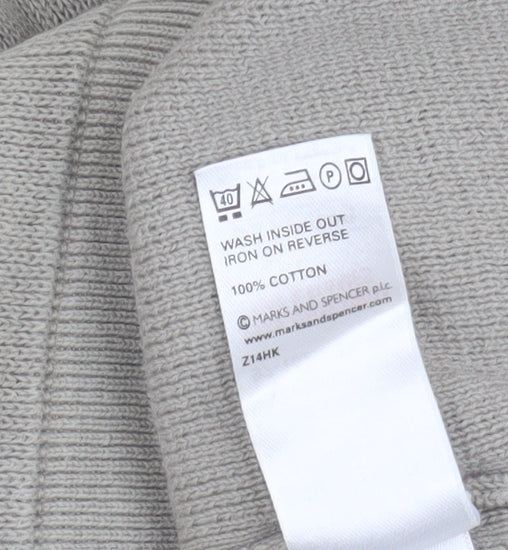 40 P
WASH INSIDE OUT
IRON ON REVERSE
100% COTTON
© MARKS AND SPENCER p.l.c.
www.marksandspencer.com
Z14HK